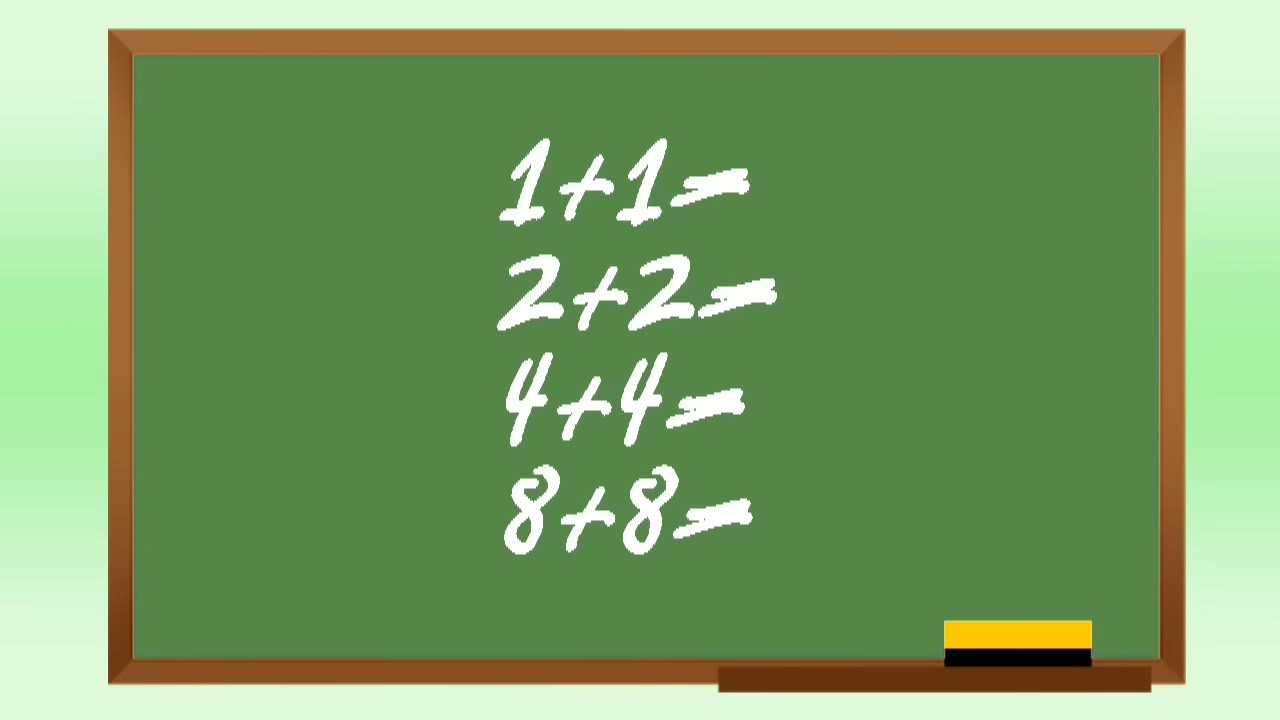 1+1=
2+2=
4+4=
8+8=